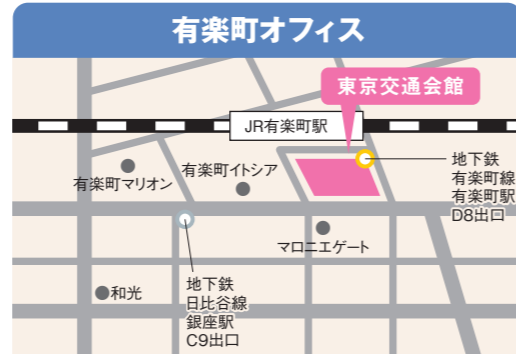 有楽町オフィス
東京交通会館
JR有楽町駅
有楽町マリオン
有楽町イトシア
地下鉄
有楽町線
有楽町駅
D8出口
マロニエゲート
和光
地下鉄
日比谷線
銀座駅
C9出口